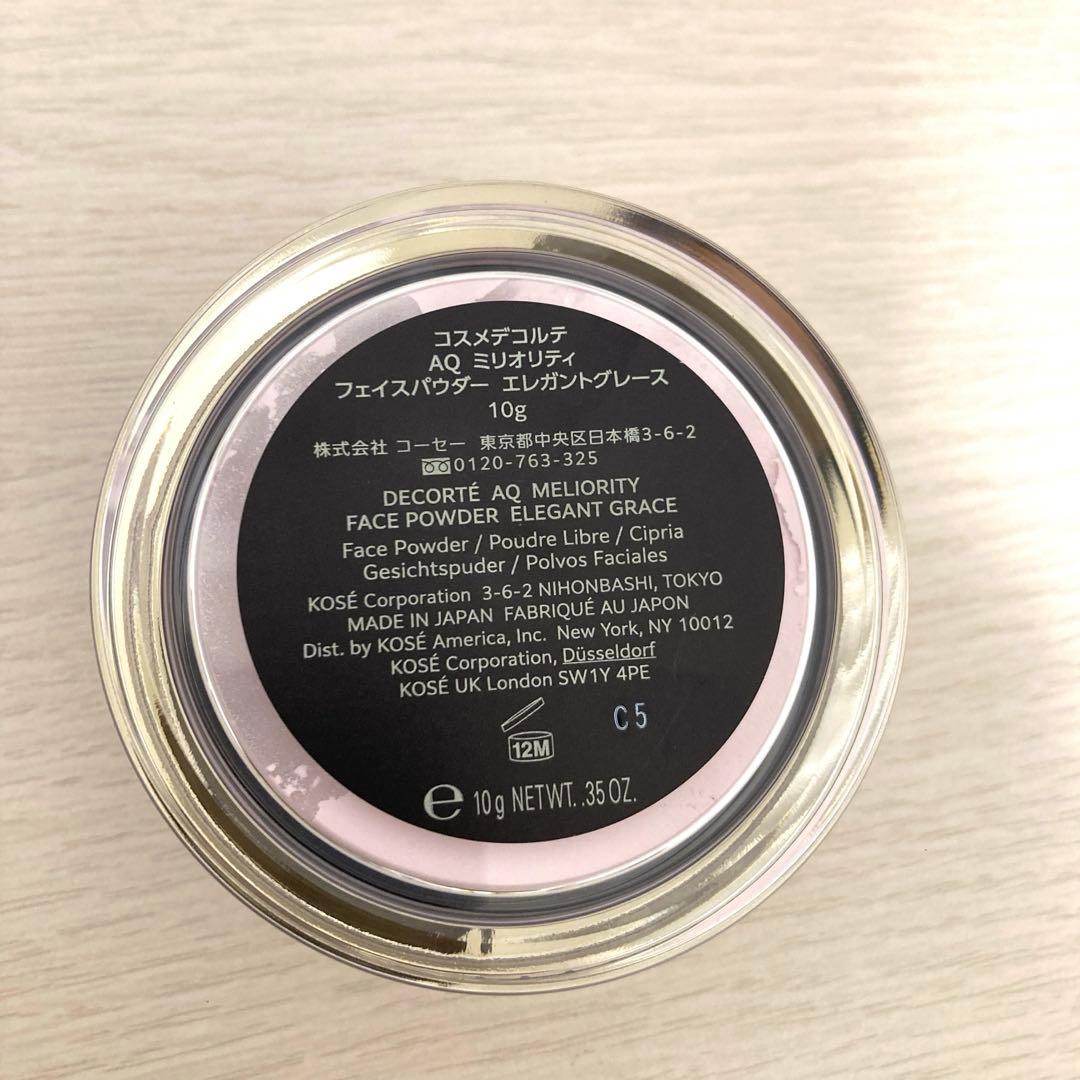 コスメデコルテ
AQ ミリオリティ
フェイスパウダー エレガントグレース
10g
株式会社 コーセー 東京都中央区日本橋3-6-2
0120-763-325
DECORTÉ AQ MELIORITY
FACE POWDER ELEGANT GRACE
Face Powder / Poudre Libre / Cipria
Gesichtspuder / Polvos Faciales
KOSÉ Corporation 3-6-2 NIHONBASHI, TOKYO
MADE IN JAPAN FABRIQUÉ AU JAPON
Dist. by KOSÉ America, Inc. New York, NY 10012
KOSÉ Corporation, Düsseldorf
KOSÉ UK London SW1Y 4PE
C5
12M
℮ 10g NET WT. .35 OZ.